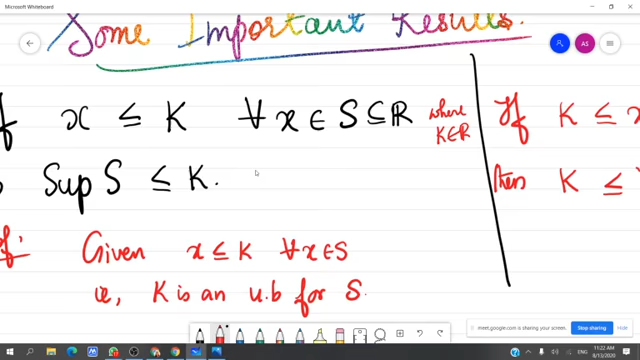 Microsoft Whiteboard
Some Important Results.
If x ≤ K ∀ x ∈ S ⊆ ℝ where K∈ℝ
Sup S ≤ K.
Given x ≤ K ∀ x∈S
ie, K is an u.b for S.
If K ≤ x
then K ≤
AS
meet.google.com is sharing your screen.
Stop sharing
Hide
11:22 AM
8/13/2020